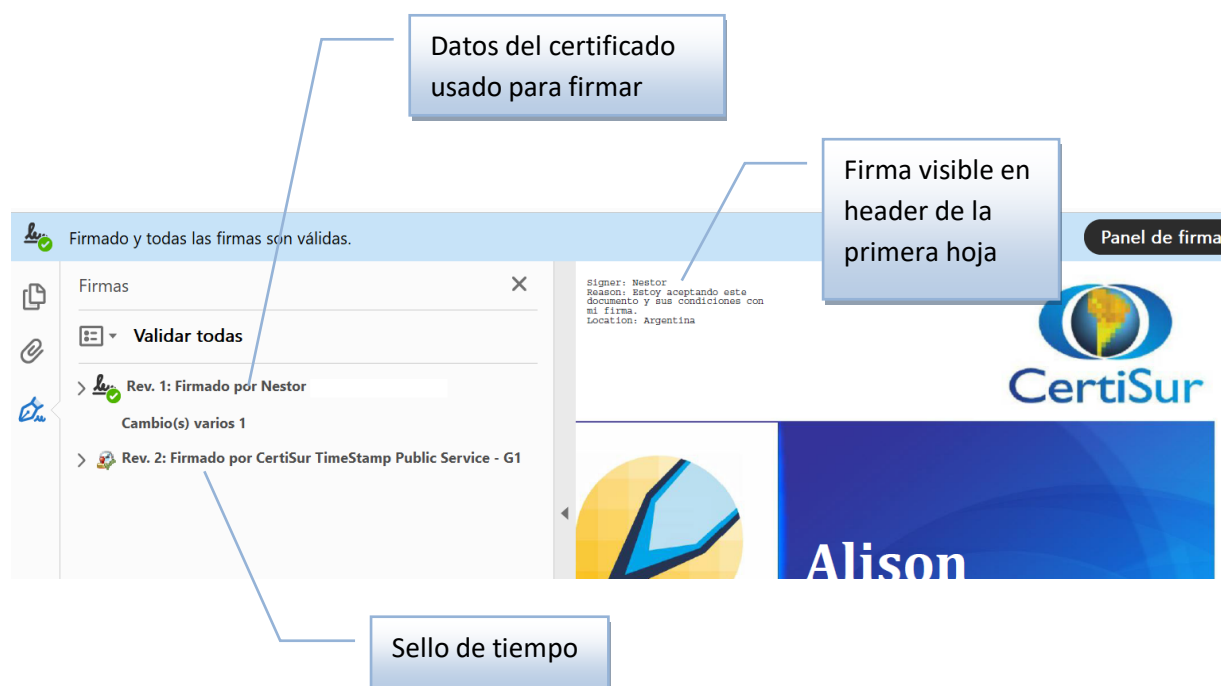 Datos del certificado
usado para firmar
Firma visible en
header de la
primera hoja
Firmado y todas las firmas son válidas.
Panel de firma
Firmas
Validar todas
Rev. 1: Firmado por Nestor
Cambio(s) varios 1
Rev. 2: Firmado por CertiSur TimeStamp Public Service - G1
Signer: Nestor
Reason: Estoy aceptando este
documento y sus condiciones con
mi firma.
Location: Argentina
CertiSur
Alison
Sello de tiempo